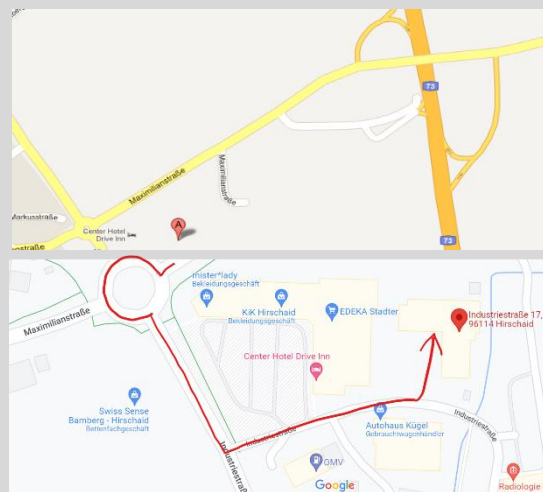 73
Maximilianstraße
Maximilianstraße
Markusstraße
A
Center Hotel
Drive Inn
73
mister*lady
Bekleidungsgeschäft
Maximilianstraße
KiK Hirschaid
Bekleidungsgeschäft
EDEKA Stadter
Industriestraße 17,
96114 Hirschaid
Center Hotel Drive Inn
Swiss Sense
Bamberg - Hirschaid
Bettenfachgeschäft
Autohaus Kügel
Gebrauchtwagenhändler
Industriestraße
Industriestraße
Industriestraße
OMV
Google
Radiologie